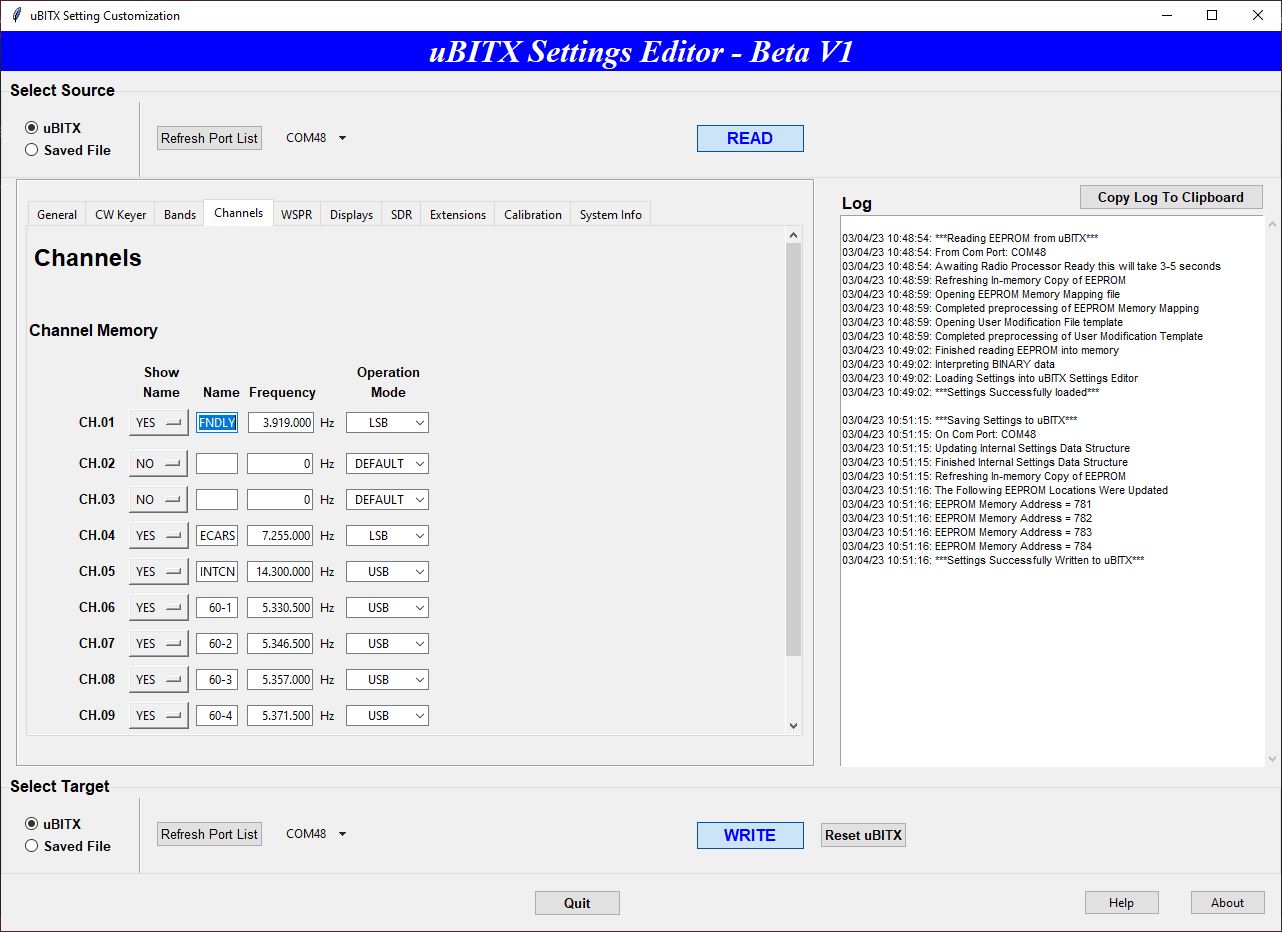 uBITX Setting Customization
uBITX Settings Editor - Beta V1
Select Source
uBITX
Saved File
Refresh Port List COM48 READ
General CW Keyer Bands Channels WSPR Displays SDR Extensions Calibration System Info
Channels
Channel Memory
Show Name Name Frequency Operation Mode
CH.01 YES FNDLY 3.919.000 Hz LSB
CH.02 NO 0 Hz DEFAULT
CH.03 NO 0 Hz DEFAULT
CH.04 YES ECARS 7.255.000 Hz LSB
CH.05 YES INTCN 14.300.000 Hz USB
CH.06 YES 60-1 5.330.500 Hz USB
CH.07 YES 60-2 5.346.500 Hz USB
CH.08 YES 60-3 5.357.000 Hz USB
CH.09 YES 60-4 5.371.500 Hz USB
Log Copy Log To Clipboard
03/04/23 10:48:54: ***Reading EEPROM from uBITX***
03/04/23 10:48:54: From Com Port: COM48
03/04/23 10:48:54: Awaiting Radio Processor Ready this will take 3-5 seconds
03/04/23 10:48:59: Refreshing In-memory Copy of EEPROM
03/04/23 10:48:59: Opening EEPROM Memory Mapping file
03/04/23 10:48:59: Completed preprocessing of EEPROM Memory Mapping
03/04/23 10:48:59: Opening User Modification File template
03/04/23 10:48:59: Completed preprocessing of User Modification Template
03/04/23 10:49:02: Finished reading EEPROM into memory
03/04/23 10:49:02: Interpreting BINARY data
03/04/23 10:49:02: Loading Settings into uBITX Settings Editor
03/04/23 10:49:02: ***Settings Successfully loaded***
03/04/23 10:51:15: ***Saving Settings to uBITX***
03/04/23 10:51:15: On Com Port: COM48
03/04/23 10:51:15: Updating Internal Settings Data Structure
03/04/23 10:51:15: Finished Internal Settings Data Structure
03/04/23 10:51:15: Refreshing In-memory Copy of EEPROM
03/04/23 10:51:16: The Following EEPROM Locations Were Updated
03/04/23 10:51:16: EEPROM Memory Address = 781
03/04/23 10:51:16: EEPROM Memory Address = 782
03/04/23 10:51:16: EEPROM Memory Address = 783
03/04/23 10:51:16: EEPROM Memory Address = 784
03/04/23 10:51:16: ***Settings Successfully Written to uBITX***
Select Target
uBITX
Saved File
Refresh Port List COM48 WRITE Reset uBITX
Quit Help About